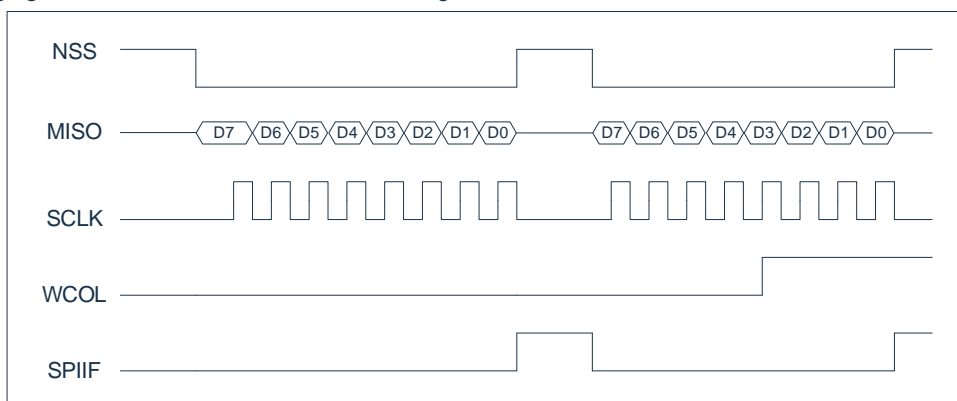 NSS
MISO D7 D6 D5 D4 D3 D2 D1 D0 D7 D6 D5 D4 D3 D2 D1 D0
SCLK
WCOL
SPIIF